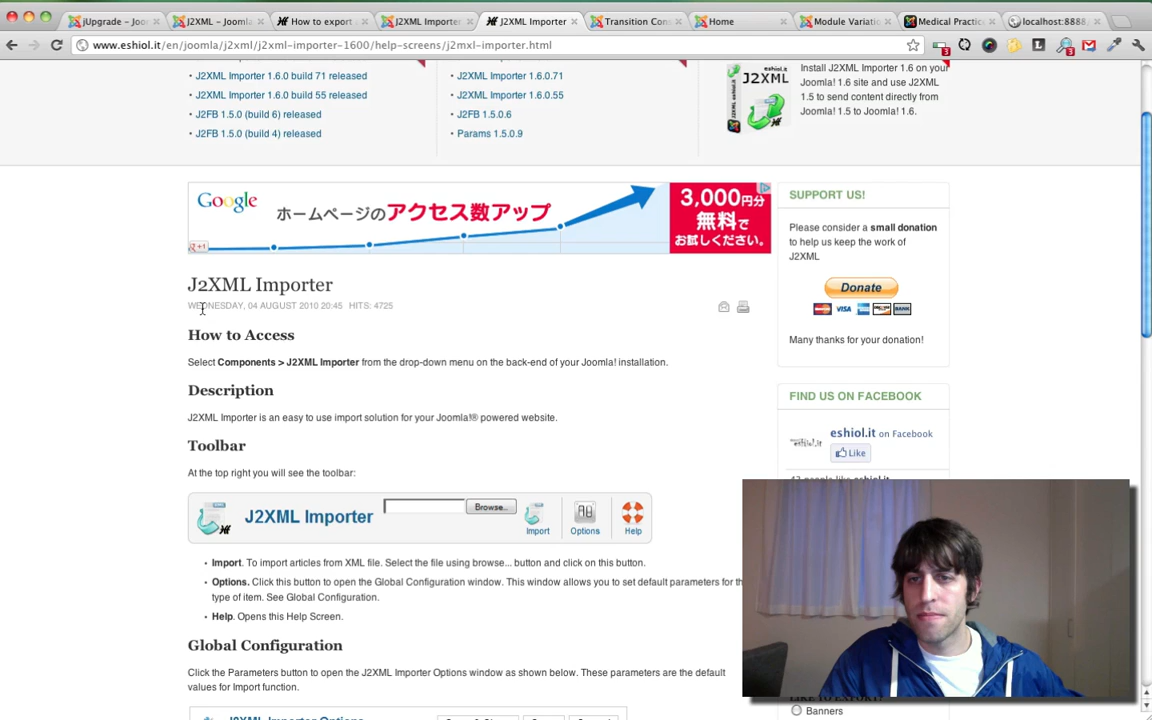 jUpgrade - Joo
J2XML - Joomla
How to export
J2XML Importer
J2XML Importer
Transition Con
Home
Module Variatio
Medical Practic
localhost:8888
www.eshiol.it/en/joomla/j2xml/j2xml-importer-1600/help-screens/j2mxl-importer.html
J2XML Importer 1.6.0 build 71 released
J2XML Importer 1.6.0 build 55 released
J2FB 1.5.0 (build 6) released
J2FB 1.5.0 (build 4) released
J2XML Importer 1.6.0.71
J2XML Importer 1.6.0.55
J2FB 1.5.0.6
Params 1.5.0.9
J2XML
Install J2XML Importer 1.6 on your
Joomla! 1.6 site and use J2XML
1.5 to send content directly from
Joomla! 1.5 to Joomla! 1.6.
Google
ホームページのアクセス数アップ
3,000円分
無料で
お試しください。
+1
J2XML Importer
WEDNESDAY, 04 AUGUST 2010 20:45 HITS: 4725
How to Access
Select Components > J2XML Importer from the drop-down menu on the back-end of your Joomla! installation.
Description
J2XML Importer is an easy to use import solution for your Joomla!® powered website.
Toolbar
At the top right you will see the toolbar:
J2XML Importer
Browse...
Import
Options
Help
• Import. To import articles from XML file. Select the file using browse... button and click on this button.
• Options. Click this button to open the Global Configuration window. This window allows you to set default parameters for th
type of item. See Global Configuration.
• Help. Opens this Help Screen.
Global Configuration
Click the Parameters button to open the J2XML Importer Options window as shown below. These parameters are the default
values for Import function.
J2XML Importer Options
SUPPORT US!
Please consider a small donation
to help us keep the work of
J2XML
Donate
VISA
Many thanks for your donation!
FIND US ON FACEBOOK
eshiol.it on Facebook
Like
people like eshiol.it
Banners